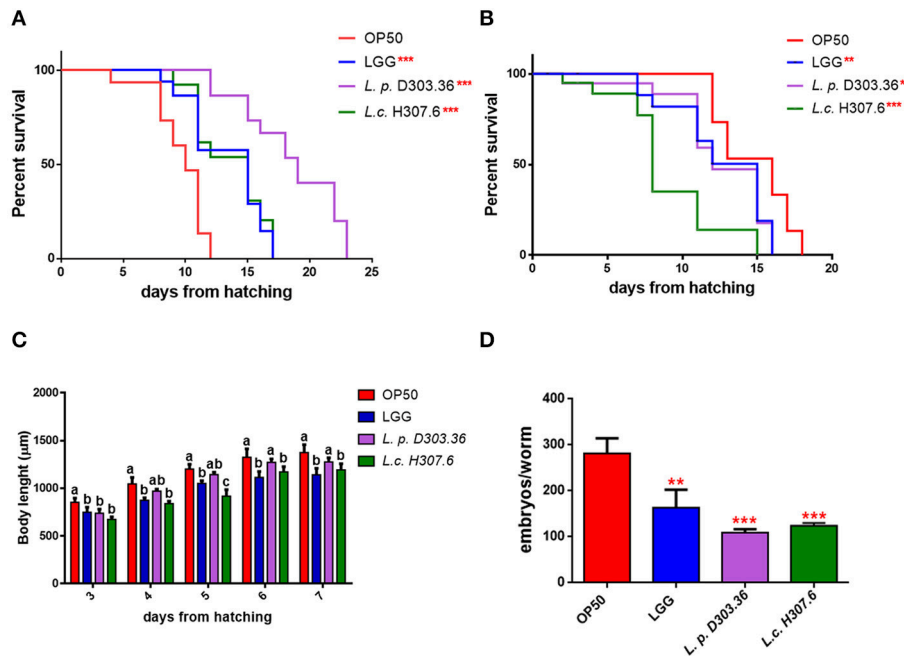 A
OP50
LGG***
L. p. D303.36***
L.c. H307.6***
Percent survival
100
50
0
0 5 10 15 20 25
days from hatching
B
OP50
LGG**
L. p. D303.36*
L.c. H307.6***
Percent survival
100
50
0
0 5 10 15 20
days from hatching
C
OP50
LGG
L. p. D303.36
L.c. H307.6
Body lenght (μm)
2000
1500
1000
500
0
a b b b
a b ab b
a b ab c
a b a b
a b a b
3 4 5 6 7
days from hatching
D
embryos/worm
400
300
200
100
0
**
***
***
OP50
LGG
L. p. D303.36
L.c. H307.6